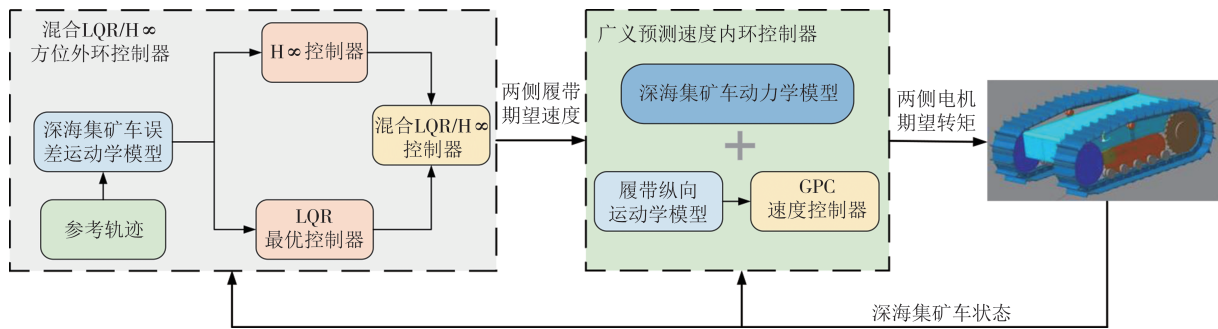 混合LQR/H∞
方位外环控制器
H∞控制器
深海集矿车误
差运动学模型
混合LQR/H∞
控制器
参考轨迹
LQR
最优控制器
两侧履带
期望速度
广义预测速度内环控制器
深海集矿车动力学模型
+
履带纵向
运动学模型
GPC
速度控制器
两侧电机
期望转矩
深海集矿车状态